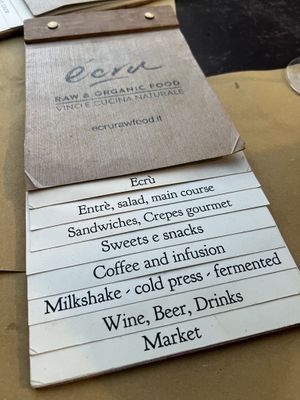 écru
RAW & ORGANIC FOOD
VINO E CUCINA NATURALE
ecrurawfood.it
Ecrù
Entrè, salad, main course
Sandwiches, Crepes gourmet
Sweets e snacks
Coffee and infusion
Milkshake - cold press - fermented
Wine, Beer, Drinks
Market